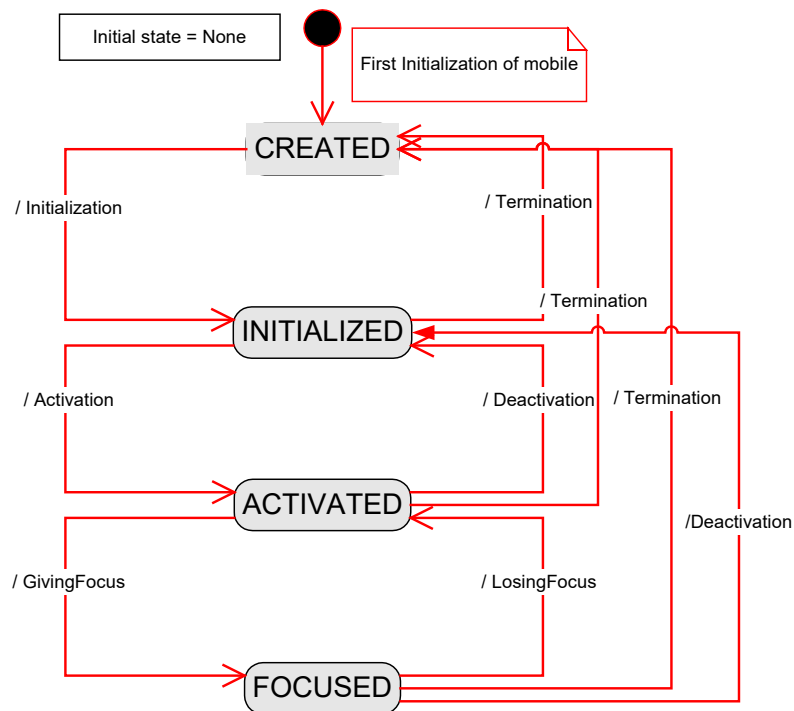 Initial state = None
First Initialization of mobile
CREATED
/ Initialization
/ Termination
/ Termination
INITIALIZED
/ Activation
/ Deactivation
/ Termination
ACTIVATED
/Deactivation
/ GivingFocus
/ LosingFocus
FOCUSED